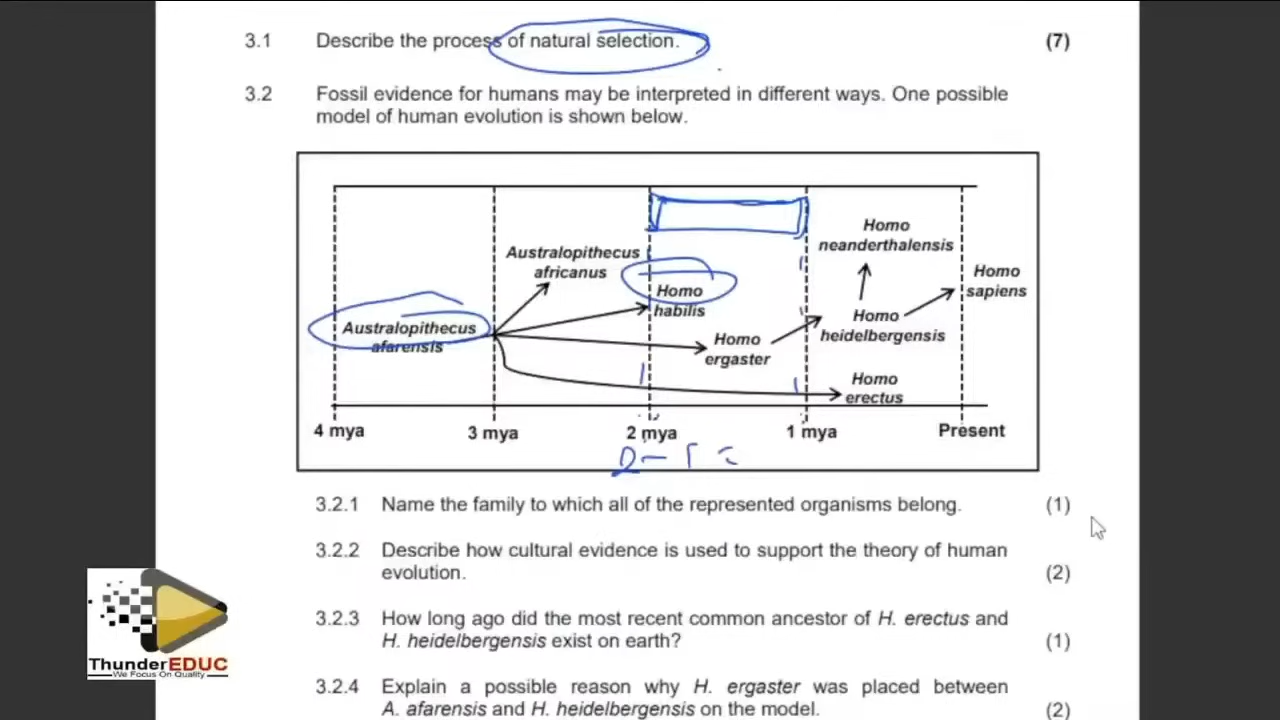 3.1 Describe the process of natural selection. (7)
3.2 Fossil evidence for humans may be interpreted in different ways. One possible
model of human evolution is shown below.
Australopithecus
africanus
Homo
habilis
Australopithecus
afarensis
Homo
ergaster
Homo
neanderthalensis
Homo
heidelbergensis
Homo
sapiens
Homo
erectus
4 mya 3 mya 2 mya 1 mya Present
2 - 1
3.2.1 Name the family to which all of the represented organisms belong. (1)
3.2.2 Describe how cultural evidence is used to support the theory of human
evolution. (2)
3.2.3 How long ago did the most recent common ancestor of H. erectus and
H. heidelbergensis exist on earth? (1)
3.2.4 Explain a possible reason why H. ergaster was placed between
A. afarensis and H. heidelbergensis on the model. (2)
ThunderEDUC
We Focus On Quality